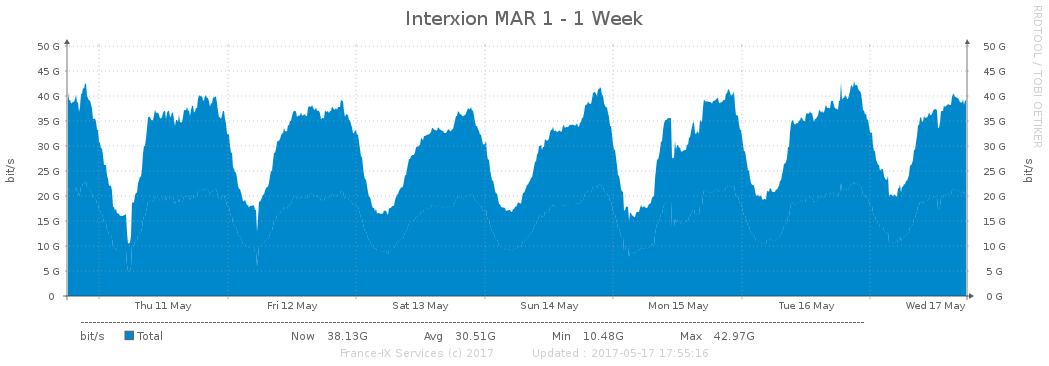 Interxion MAR 1 - 1 Week
RRDTOOL / TOBI OETIKER
50 G 50 G
45 G 45 G
40 G 40 G
35 G 35 G
30 G 30 G
25 G 25 G
20 G 20 G
15 G 15 G
10 G 10 G
5 G 5 G
0 0 G
bit/s bit/s
Thu 11 May Fri 12 May Sat 13 May Sun 14 May Mon 15 May Tue 16 May Wed 17 May
bit/s Total Now 38.13G Avg 30.51G Min 10.48G Max 42.97G
France-IX Services (c) 2017 Updated : 2017-05-17 17:55:16